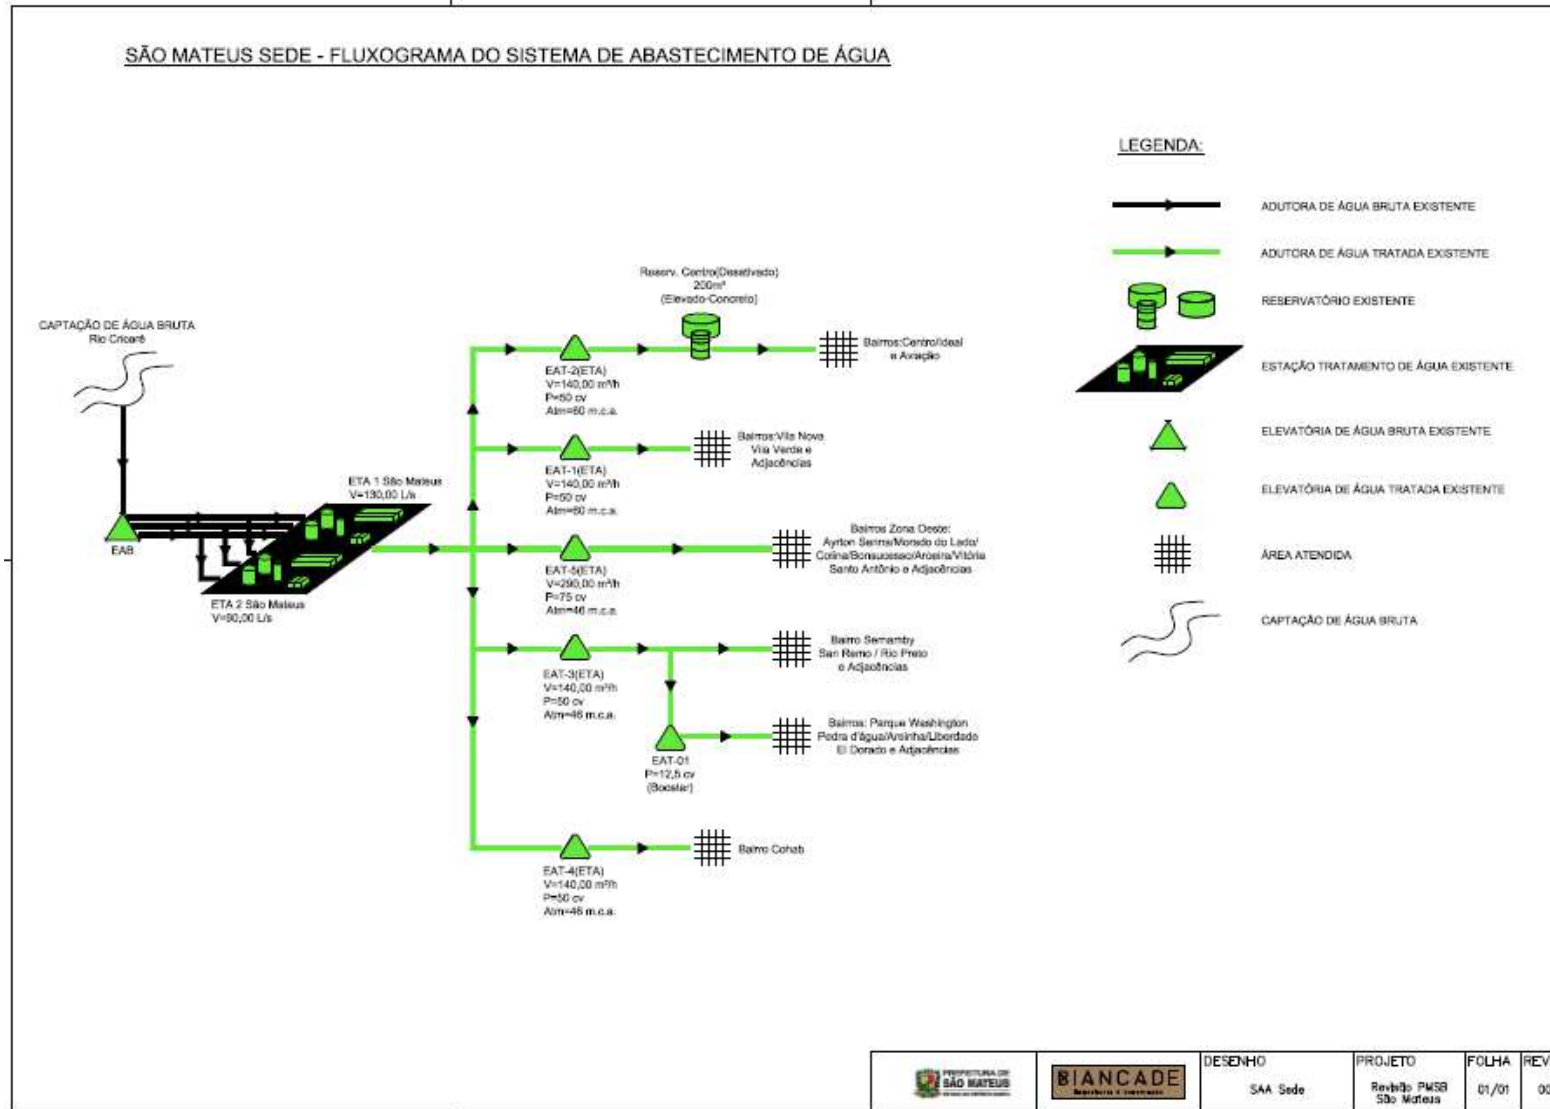 SÃO MATEUS SEDE - FLUXOGRAMA DO SISTEMA DE ABASTECIMENTO DE ÁGUA
LEGENDA:
ADUTORA DE ÁGUA BRUTA EXISTENTE
ADUTORA DE ÁGUA TRATADA EXISTENTE
RESERVATÓRIO EXISTENTE
ESTAÇÃO TRATAMENTO DE ÁGUA EXISTENTE
ELEVATÓRIA DE ÁGUA BRUTA EXISTENTE
ELEVATÓRIA DE ÁGUA TRATADA EXISTENTE
ÁREA ATENDIDA
CAPTAÇÃO DE ÁGUA BRUTA
CAPTAÇÃO DE ÁGUA BRUTA
Rio Cricaré
EAB
ETA 1 São Mateus
V=130,00 L/s
ETA 2 São Mateus
V=90,00 L/s
Reserv. Centro(Desativado)
200m³
(Elevado-Concreto)
EAT-2(ETA)
V=140,00 m³/h
P=50 cv
Atm=60 m.c.a.
Bairros:Centro/Ideal
e Aviação
EAT-1(ETA)
V=140,00 m³/h
P=50 cv
Atm=60 m.c.a.
Bairros:Vila Nova
Vila Verde e
Adjacências
EAT-5(ETA)
V=290,00 m³/h
P=75 cv
Atm=46 m.c.a.
Bairros Zona Oeste:
Ayrton Senna/Morada do Lado/
Colina/Bonsucesso/Aroeira/Vitória
Santo Antônio e Adjacências
EAT-3(ETA)
V=140,00 m³/h
P=50 cv
Atm=46 m.c.a.
Bairro Sernamby
San Remo / Rio Preto
e Adjacências
EAT-01
P=12,5 cv
(Booster)
Bairros: Parque Washington
Pedra d'água/Areinha/Liberdade
El Dorado e Adjacências
EAT-4(ETA)
V=140,00 m³/h
P=50 cv
Atm=46 m.c.a.
Bairro Cohab
PREFEITURA DE
SÃO MATEUS
BIANCADE
DESENHO
SAA Sede
PROJETO
Revisão PMSB
São Mateus
FOLHA
01/01
REV
00